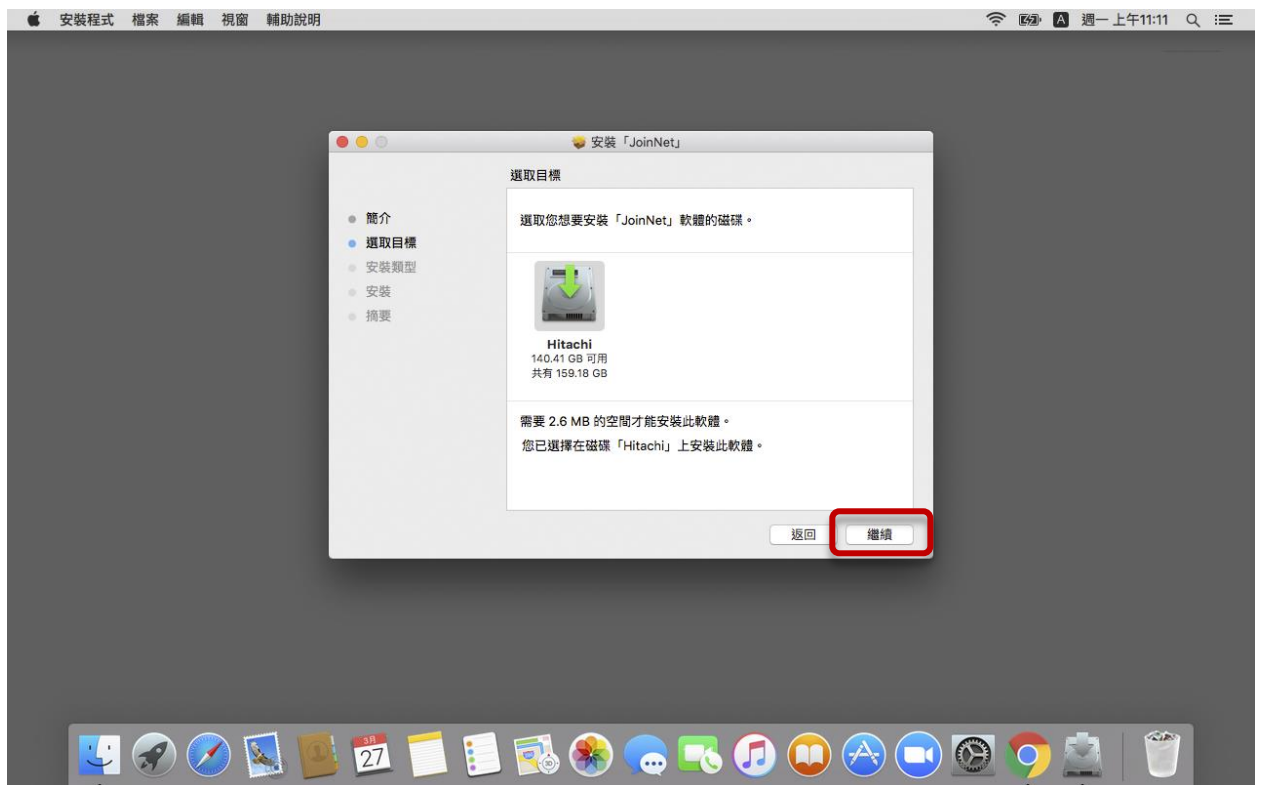 安裝程式 檔案 編輯 視窗 輔助說明 A 週一上午11:11
安裝「JoinNet」
選取目標
簡介
選取目標
安裝類型
安裝
摘要
選取您想要安裝「JoinNet」軟體的磁碟。
Hitachi
140.41 GB 可用
共有 159.18 GB
需要 2.6 MB 的空間才能安裝此軟體。
您已選擇在磁碟「Hitachi」上安裝此軟體。
返回 繼續
3月
27
3D